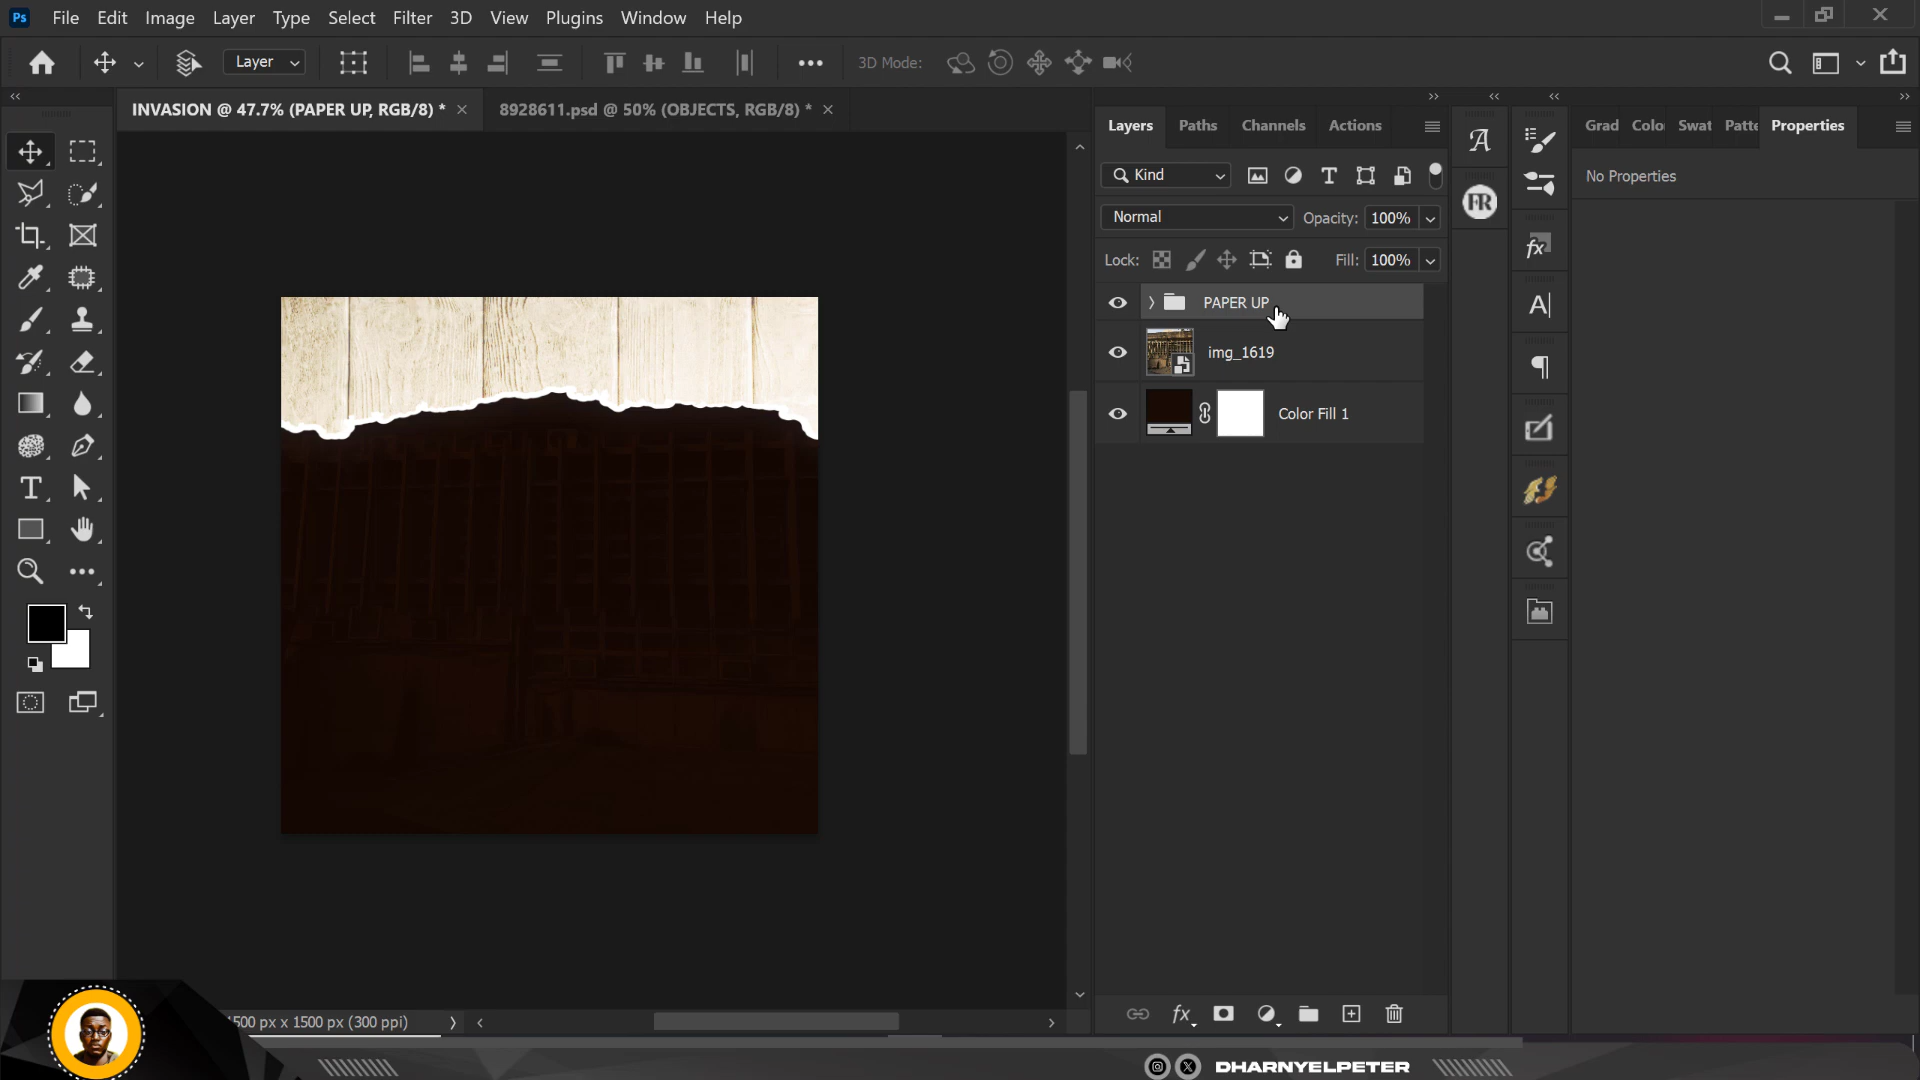 Ps File Edit Image Layer Type Select Filter 3D View Plugins Window Help
Layer 3D Mode:
INVASION @ 47.7% (PAPER UP, RGB/8) * 8928611.psd @ 50% (OBJECTS, RGB/8) *
Layers Paths Channels Actions
Grad Colo Swat Patte Properties
Kind
No Properties
Normal Opacity: 100%
Lock: Fill: 100%
PAPER UP
img_1619
Color Fill 1
FR
500 px x 1500 px (300 ppi)
DHARNYELPETER